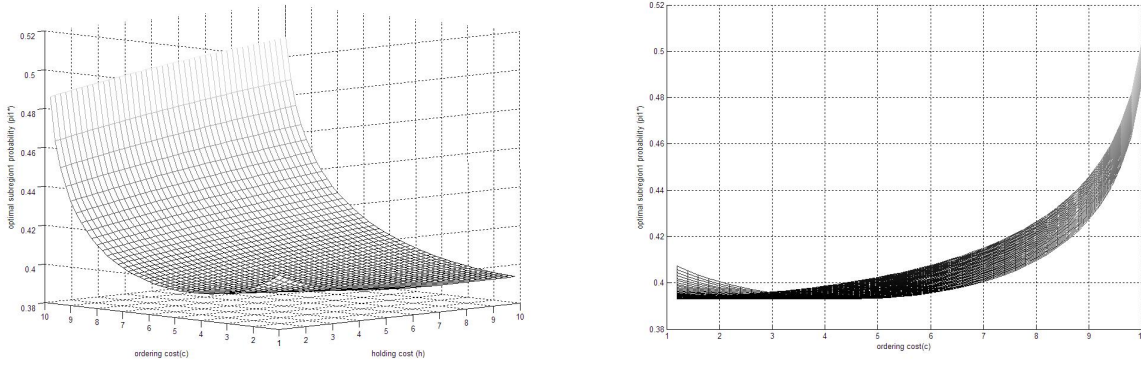 0.52
0.5
0.48
0.46
0.44
0.42
0.4
0.38
optimal subregion1 probability (pi1*)
10 9 8 7 6 5 4 3 2 1
1 2 3 4 5 6 7 8 9 10
ordering cost(c)
holding cost (h)
0.52
0.5
0.48
0.46
0.44
0.42
0.4
0.38
optimal subregion1 probability (pi1*)
1 2 3 4 5 6 7 8 9 1
ordering cost(c)